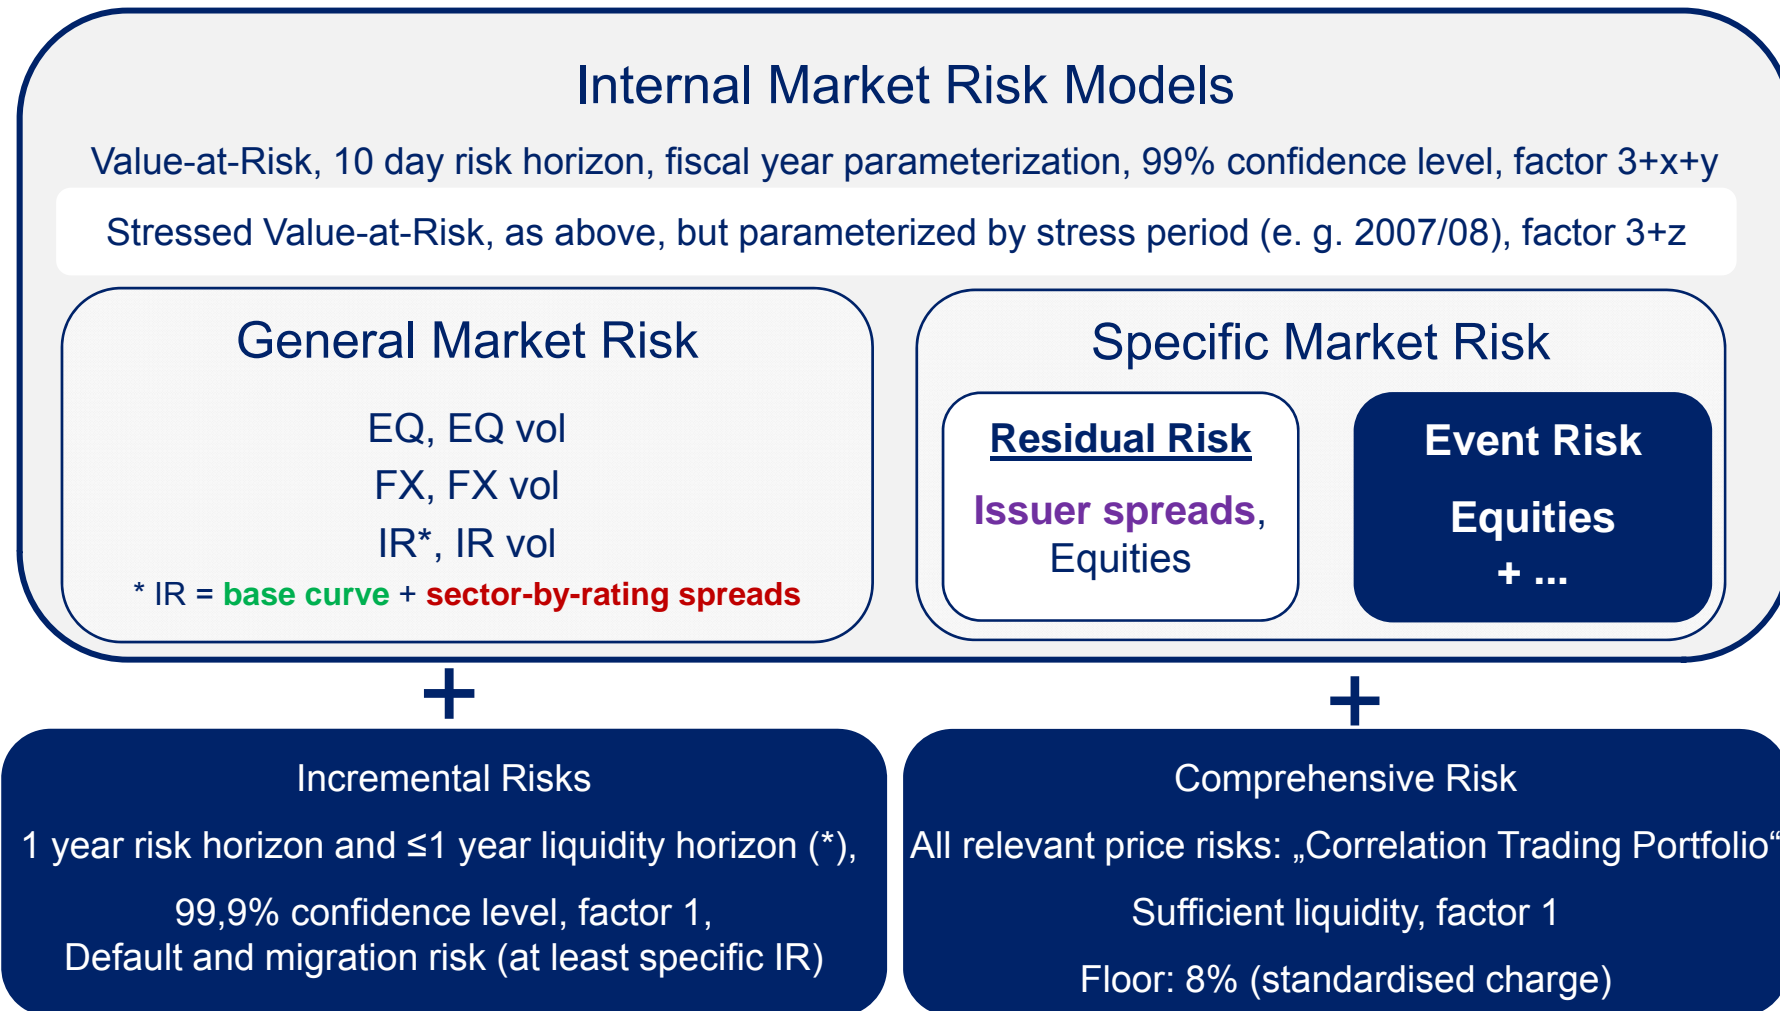 Internal Market Risk Models
Value-at-Risk, 10 day risk horizon, fiscal year parameterization, 99% confidence level, factor 3+x+y
Stressed Value-at-Risk, as above, but parameterized by stress period (e. g. 2007/08), factor 3+z
General Market Risk
EQ, EQ vol
FX, FX vol
IR*, IR vol
* IR = base curve + sector-by-rating spreads
Specific Market Risk
Residual Risk
Issuer spreads,
Equities
Event Risk
Equities
+ ...
+
+
Incremental Risks
1 year risk horizon and ≤1 year liquidity horizon (*),
99,9% confidence level, factor 1,
Default and migration risk (at least specific IR)
Comprehensive Risk
All relevant price risks: „Correlation Trading Portfolio“
Sufficient liquidity, factor 1
Floor: 8% (standardised charge)